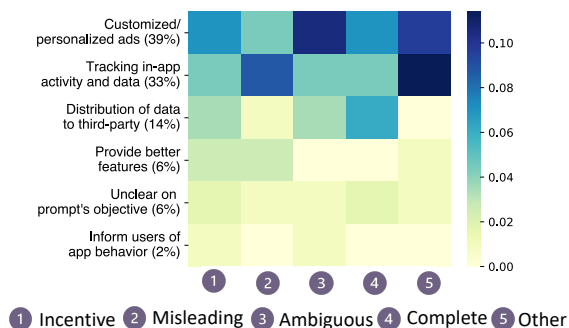 Customized/
personalized ads (39%)
Tracking in-app
activity and data (33%)
Distribution of data
to third-party (14%)
Provide better
features (6%)
Unclear on
prompt's objective (6%)
Inform users of
app behavior (2%)
0.10
0.08
0.06
0.04
0.02
0.00
1 2 3 4 5
1 Incentive 2 Misleading 3 Ambiguous 4 Complete 5 Other